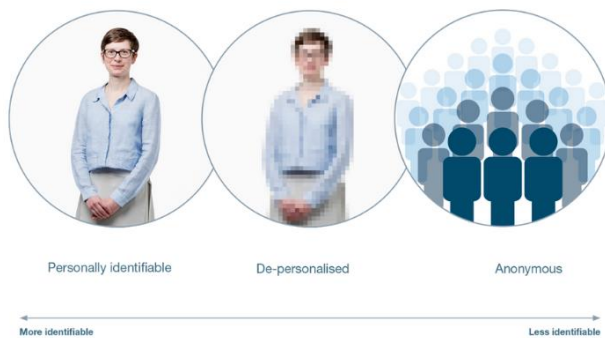 Personally identifiable
De-personalised
Anonymous
More identifiable
Less identifiable